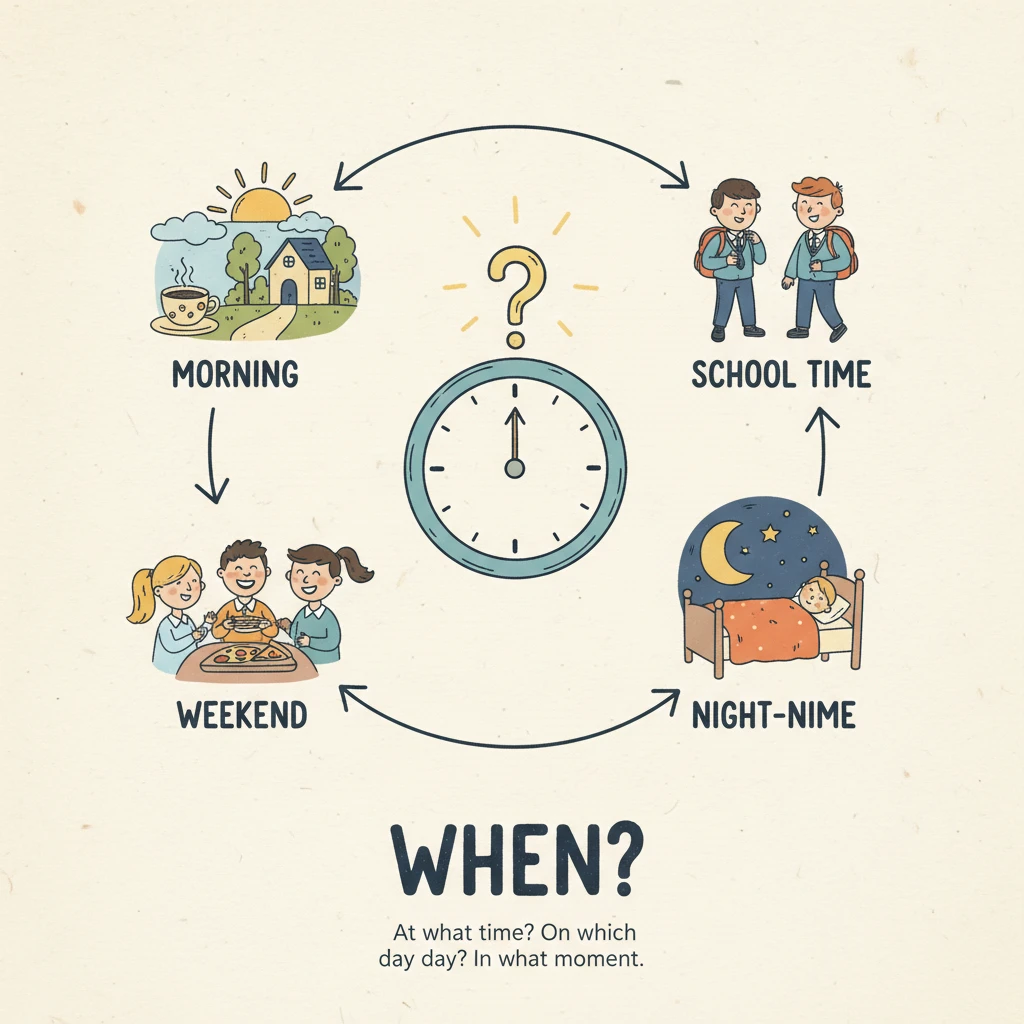 ?
MORNING
SCHOOL TIME
WEEKEND
NIGHT-NIME
WHEN?
At what time? On which
day day? In what moment.